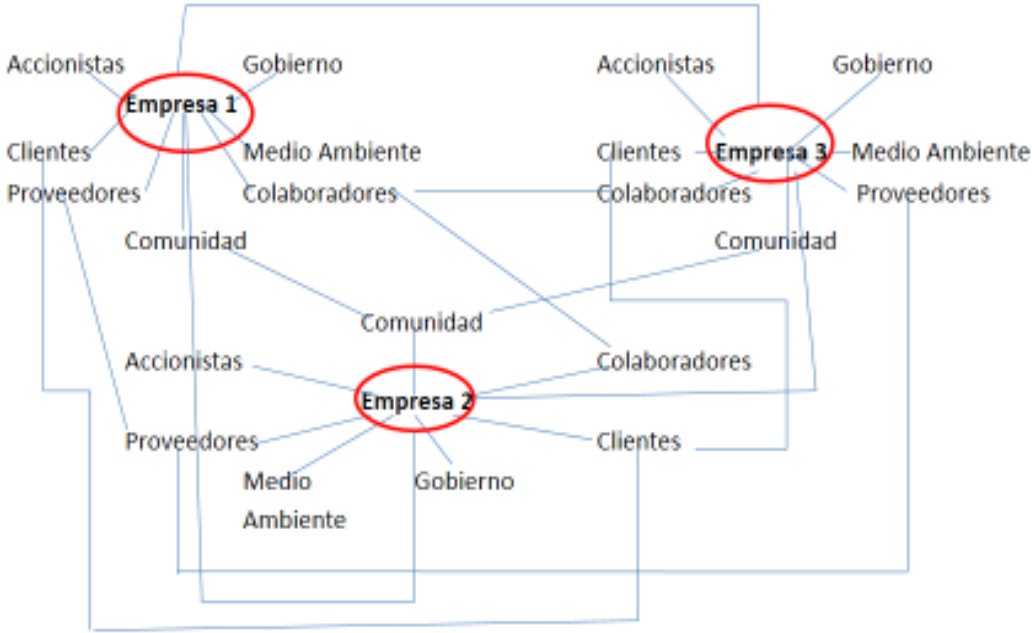 Accionistas
Gobierno
Empresa 1
Clientes
Medio Ambiente
Proveedores
Colaboradores
Comunidad
Accionistas
Gobierno
Clientes
Empresa 3
Medio Ambiente
Colaboradores
Proveedores
Comunidad
Comunidad
Accionistas
Colaboradores
Empresa 2
Proveedores
Clientes
Medio
Ambiente
Gobierno